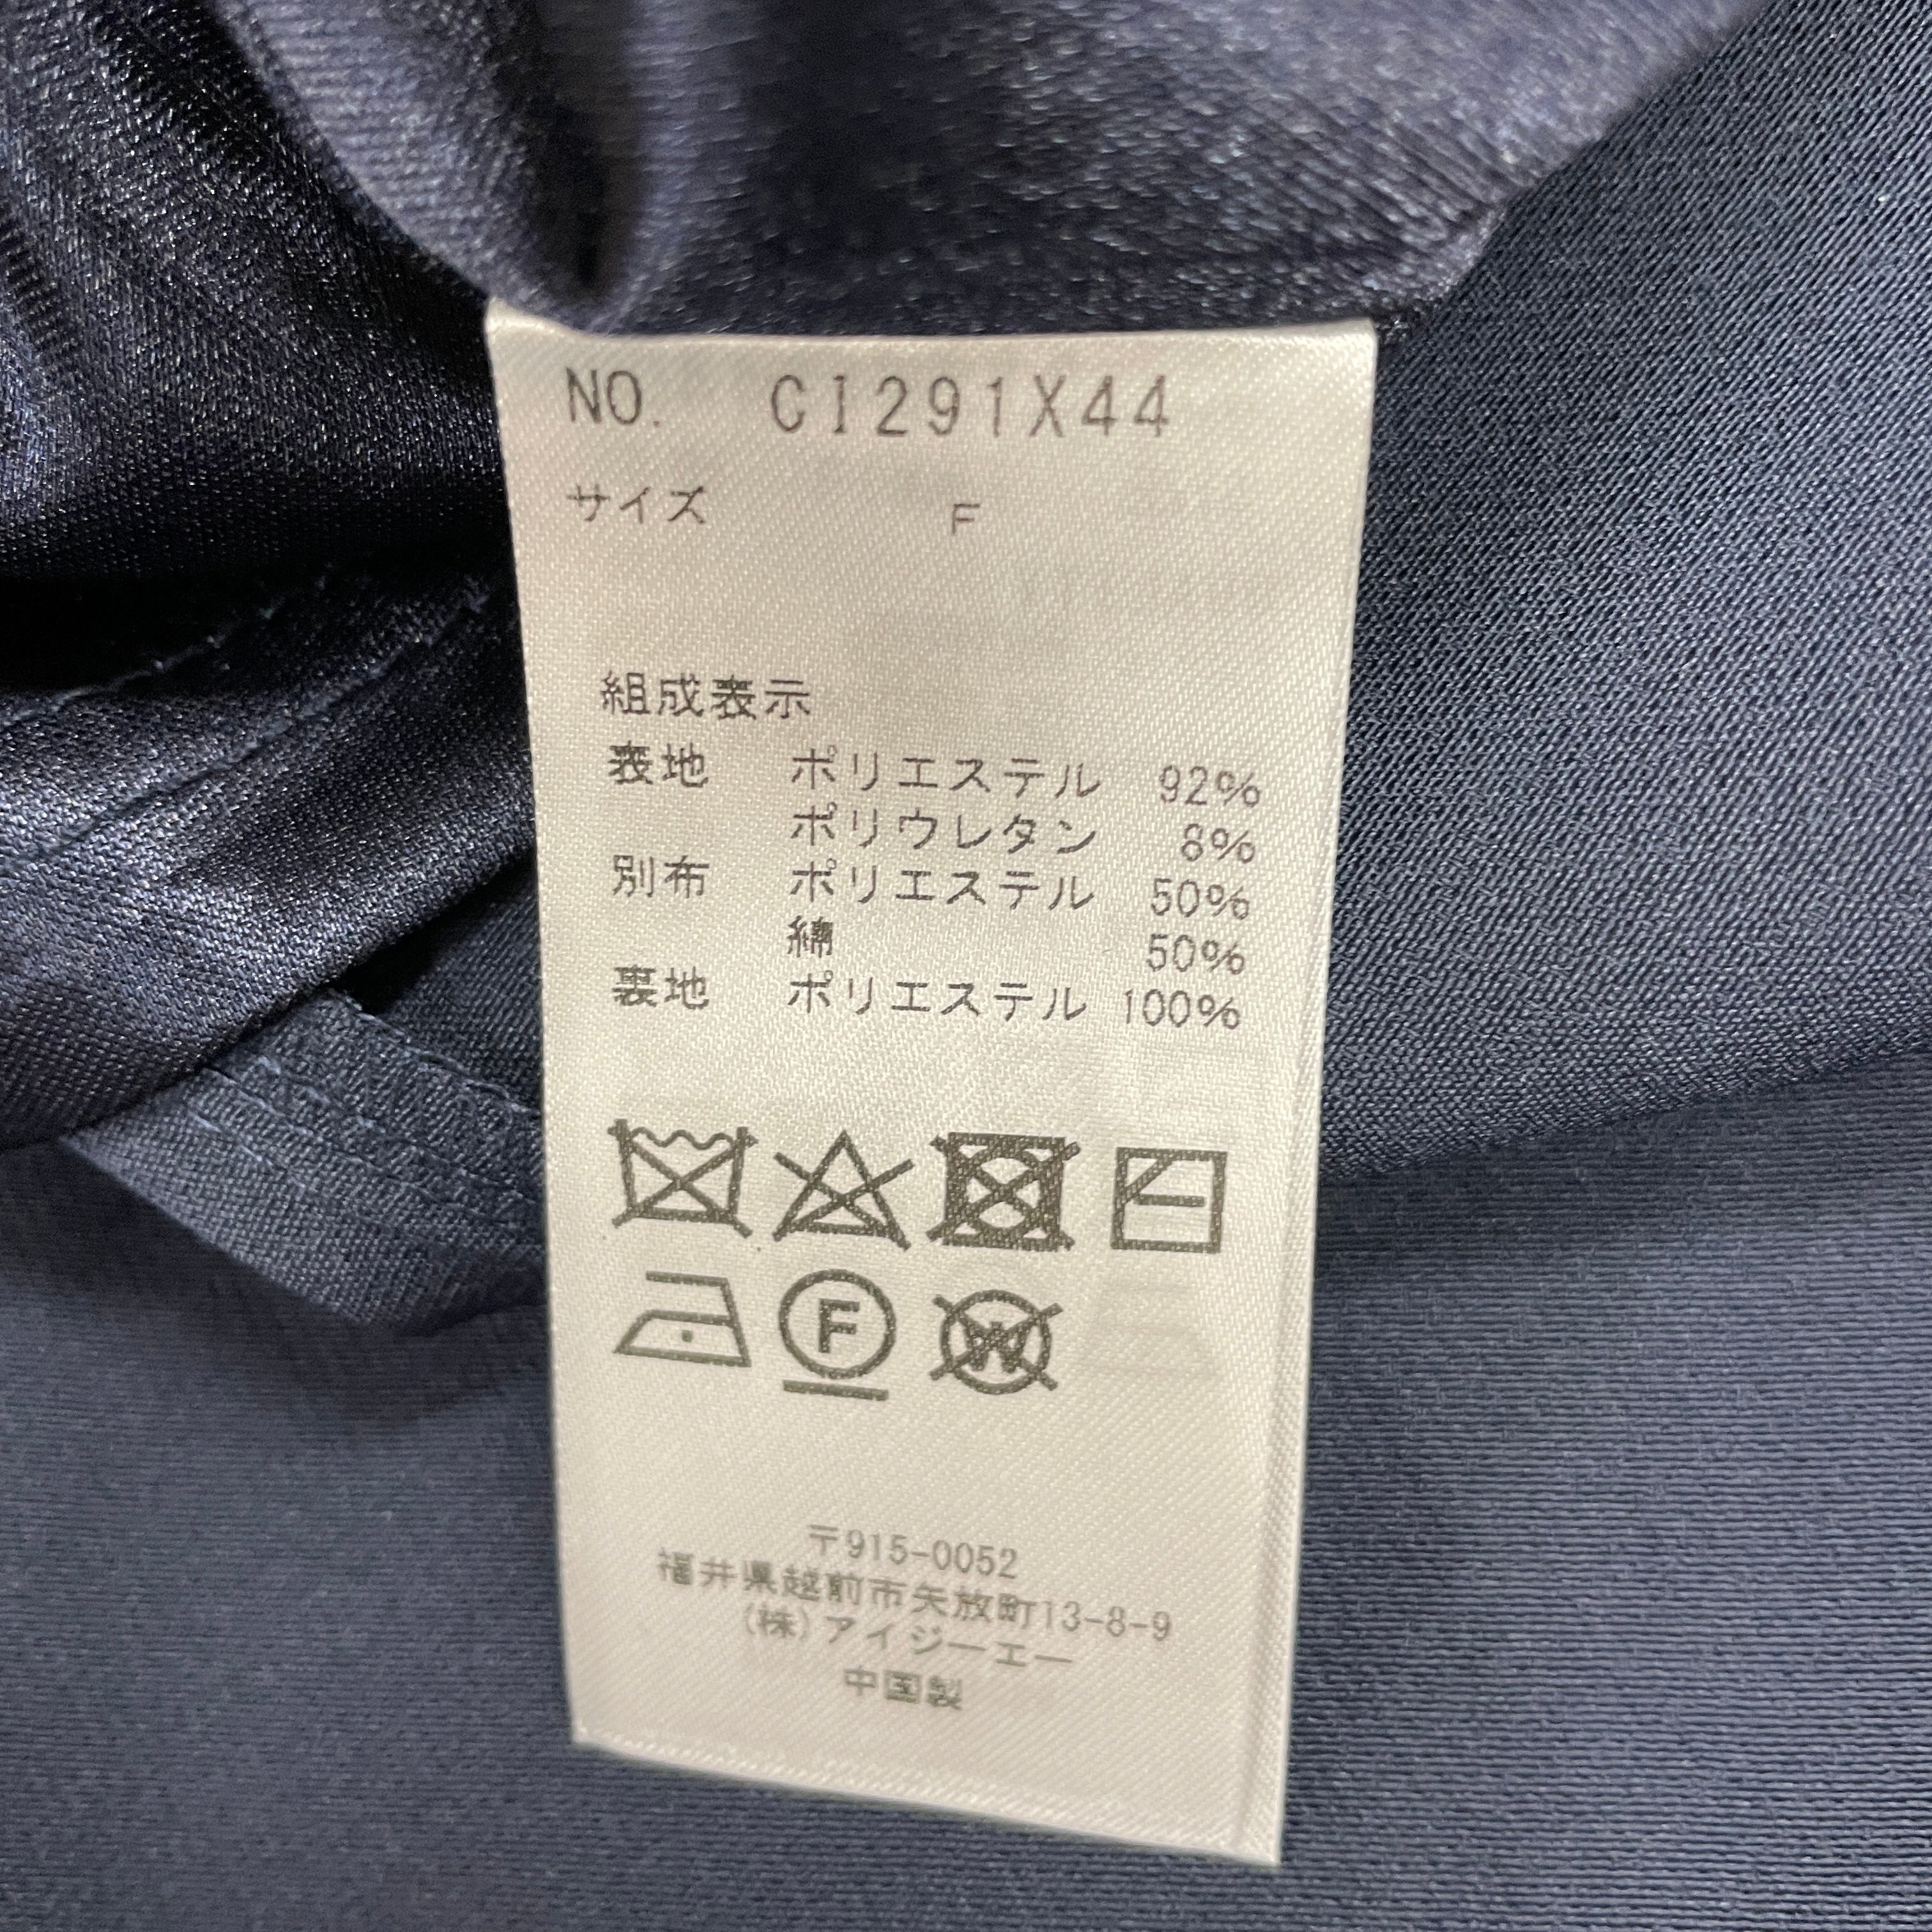 NO. CI291X44
サイズ F
組成表示
表地 ポリエステル 92%
ポリウレタン 8%
別布 ポリエステル 50%
綿 50%
裏地 ポリエステル 100%
F W
〒915-0052
福井県越前市矢放町13-8-9
(株)アイジーエー
中国製